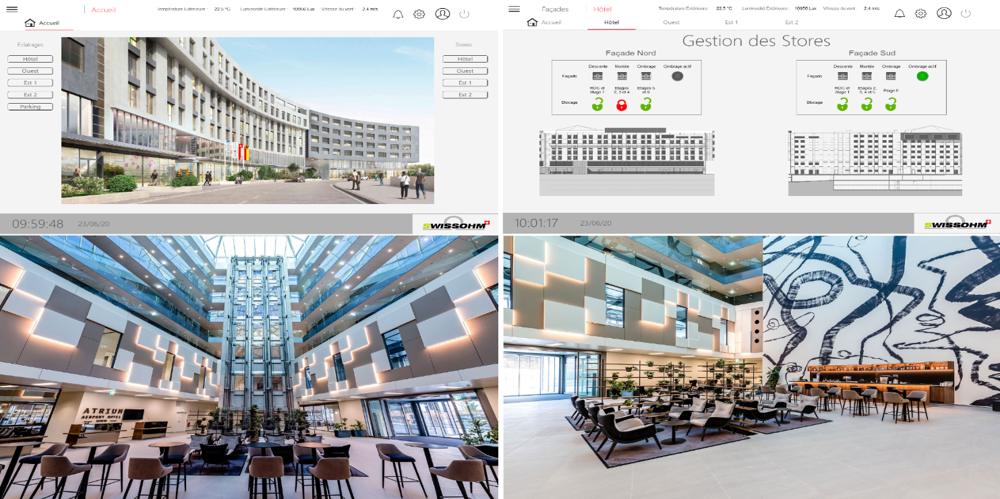 Accueil
Température Extérieure : 22.5 °C Luminosité Extérieure : 10956 Lux Vitesse du vent : 2.4 m/s
Accueil
Eclairages
Hôtel
Ouest
Est 1
Est 2
Parking
Stores
Hôtel
Ouest
Est 1
Est 2
HOTEL
09:59:48 23/06/20
SWISSOHM
Façades Hôtel
Température Extérieure : 22.5 °C Luminosité Extérieure : 10956 Lux Vitesse du vent : 2.4 m/s
Accueil Hôtel Ouest Est 1 Est 2
Gestion des Stores
Façade Nord
Descente Montée Ombrage Ombrage actif
Façade
RDC et étage 1
Etages 2, 3 et 4
Etages 5 et 6
Blocage
Façade Sud
Descente Montée Ombrage Ombrage actif
Façade
RDC et étage 1
Etages 2, 3, 4 et 5
Etage 6
Blocage
10:01:17 23/06/20
SWISSOHM
ATRIUM
AIRPORT HOTEL